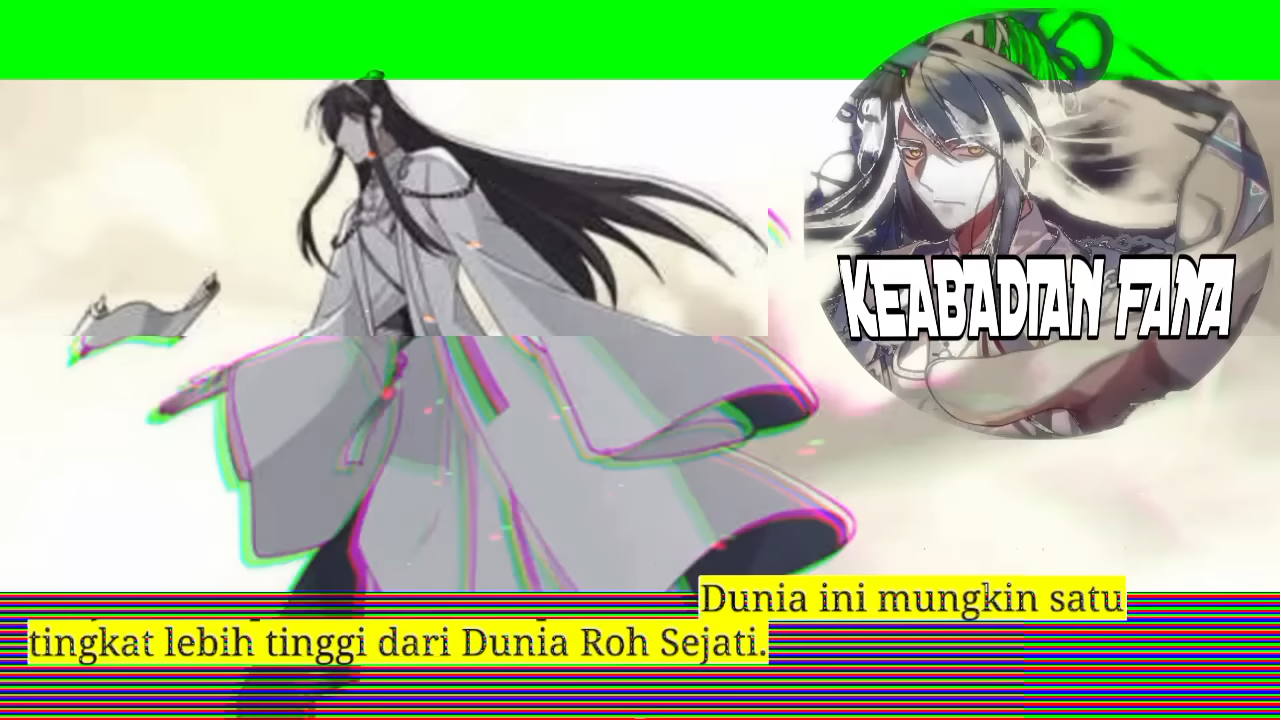 KEABADIAN FANA
Dunia ini mungkin satu
tingkat lebih tinggi dari Dunia Roh Sejati.